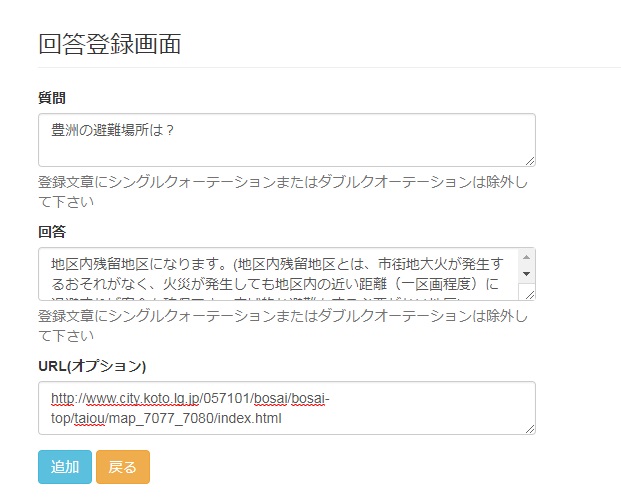 回答登録画面
質問
豊洲の避難場所は？
登録文章にシングルクォーテーションまたはダブルクオーテーションは除外し
て下さい
回答
地区内残留地区になります。(地区内残留地区とは、市街地大火が発生す
るおそれがなく、火災が発生しても地区内の近い距離（一区画程度）に
登録文章にシングルクォーテーションまたはダブルクオーテーションは除外し
て下さい
URL(オプション)
http://www.city.koto.lg.jp/057101/bosai/bosai-
top/taiou/map_7077_7080/index.html
追加 戻る